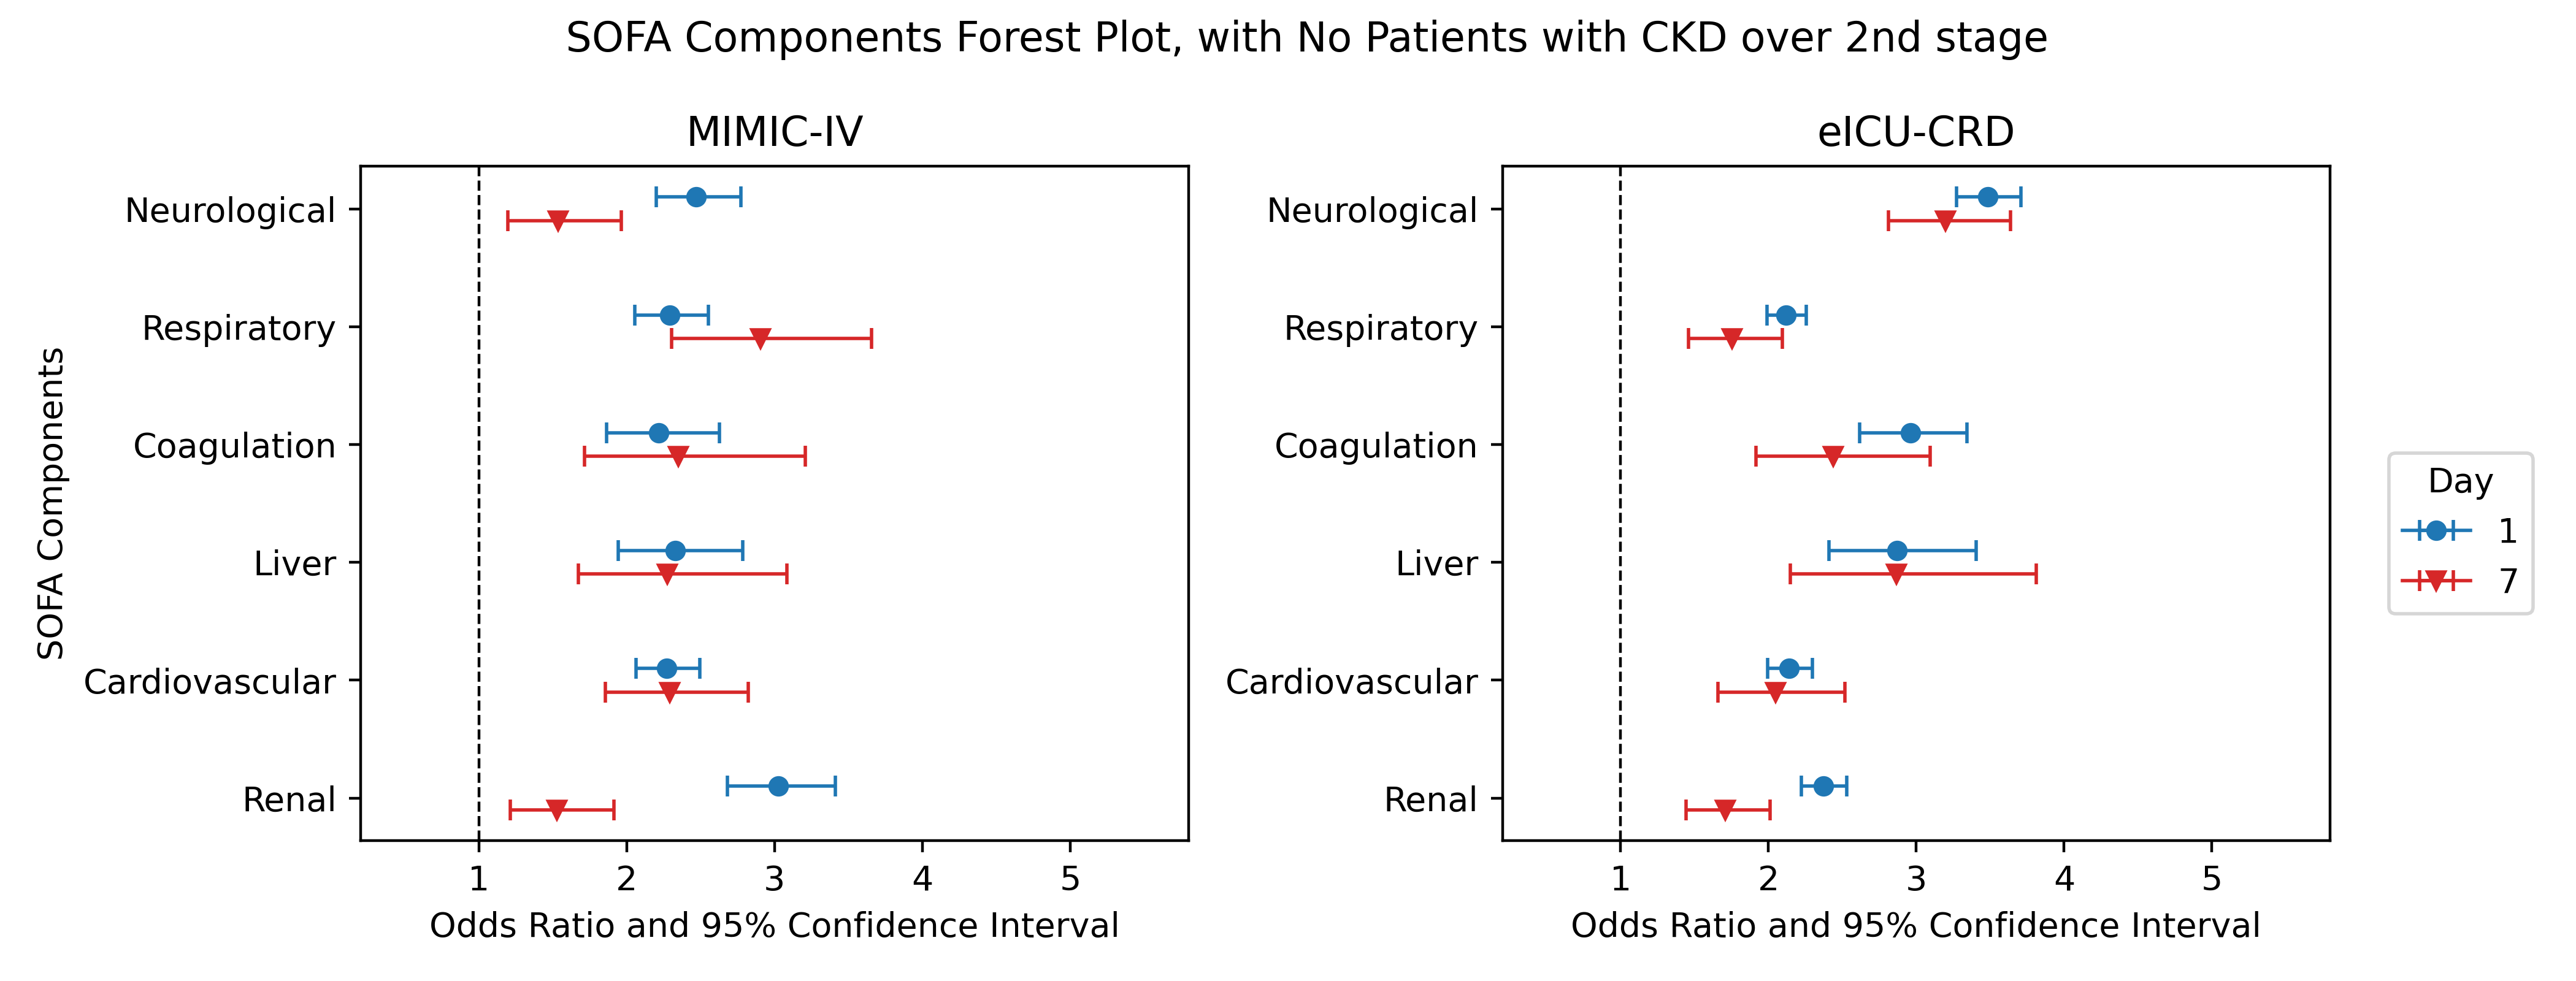 SOFA Components Forest Plot, with No Patients with CKD over 2nd stage
MIMIC-IV
SOFA Components
Neurological
Respiratory
Coagulation
Liver
Cardiovascular
Renal
1 2 3 4 5
Odds Ratio and 95% Confidence Interval
eICU-CRD
Neurological
Respiratory
Coagulation
Liver
Cardiovascular
Renal
1 2 3 4 5
Odds Ratio and 95% Confidence Interval
Day
1
7